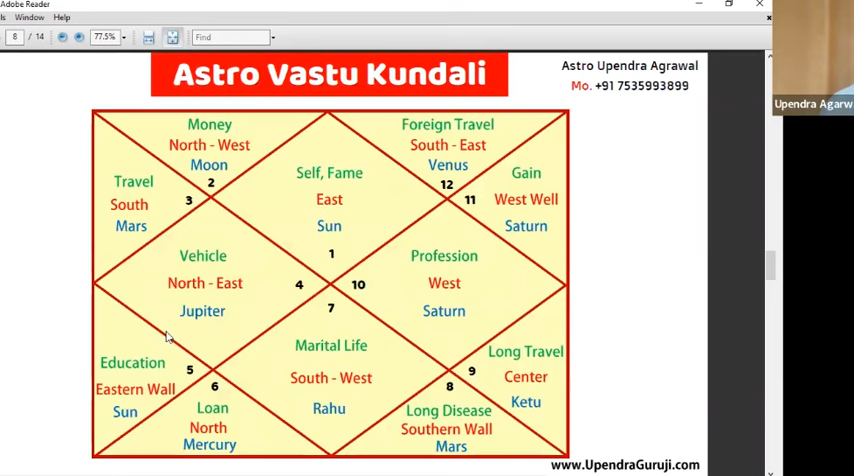 Adobe Reader
ls Window Help
8 / 14 77.5% Find
Astro Vastu Kundali
Astro Upendra Agrawal
Mo. +91 7535993899
Upendra Agarw
Money
North - West
Moon
2
Foreign Travel
South - East
Venus
12
Travel
South
Mars
3
Self, Fame
East
Sun
1
Gain
West Well
Saturn
11
Vehicle
North - East
Jupiter
4
Profession
West
Saturn
10
7
Marital Life
South - West
Rahu
Education
Eastern Wall
Sun
5
6
Loan
North
Mercury
8
Long Disease
Southern Wall
Mars
9
Long Travel
Center
Ketu
www.UpendraGuruji.com